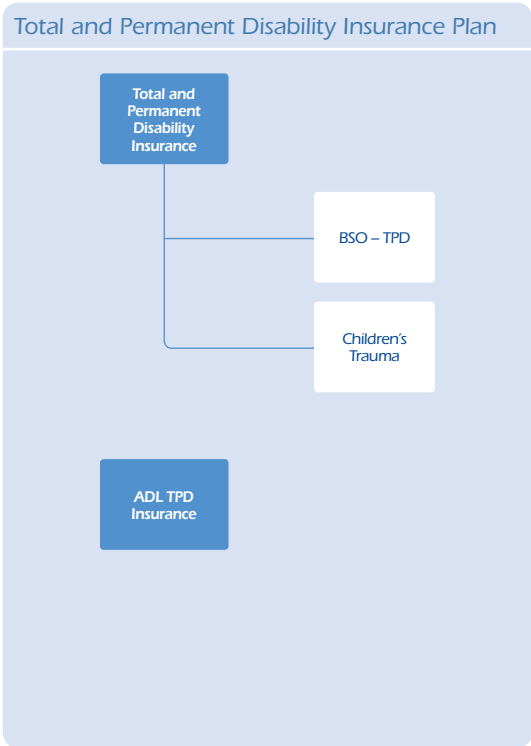 Total and Permanent Disability Insurance Plan
Total and
Permanent
Disability
Insurance
BSO – TPD
Children’s
Trauma
ADL TPD
Insurance